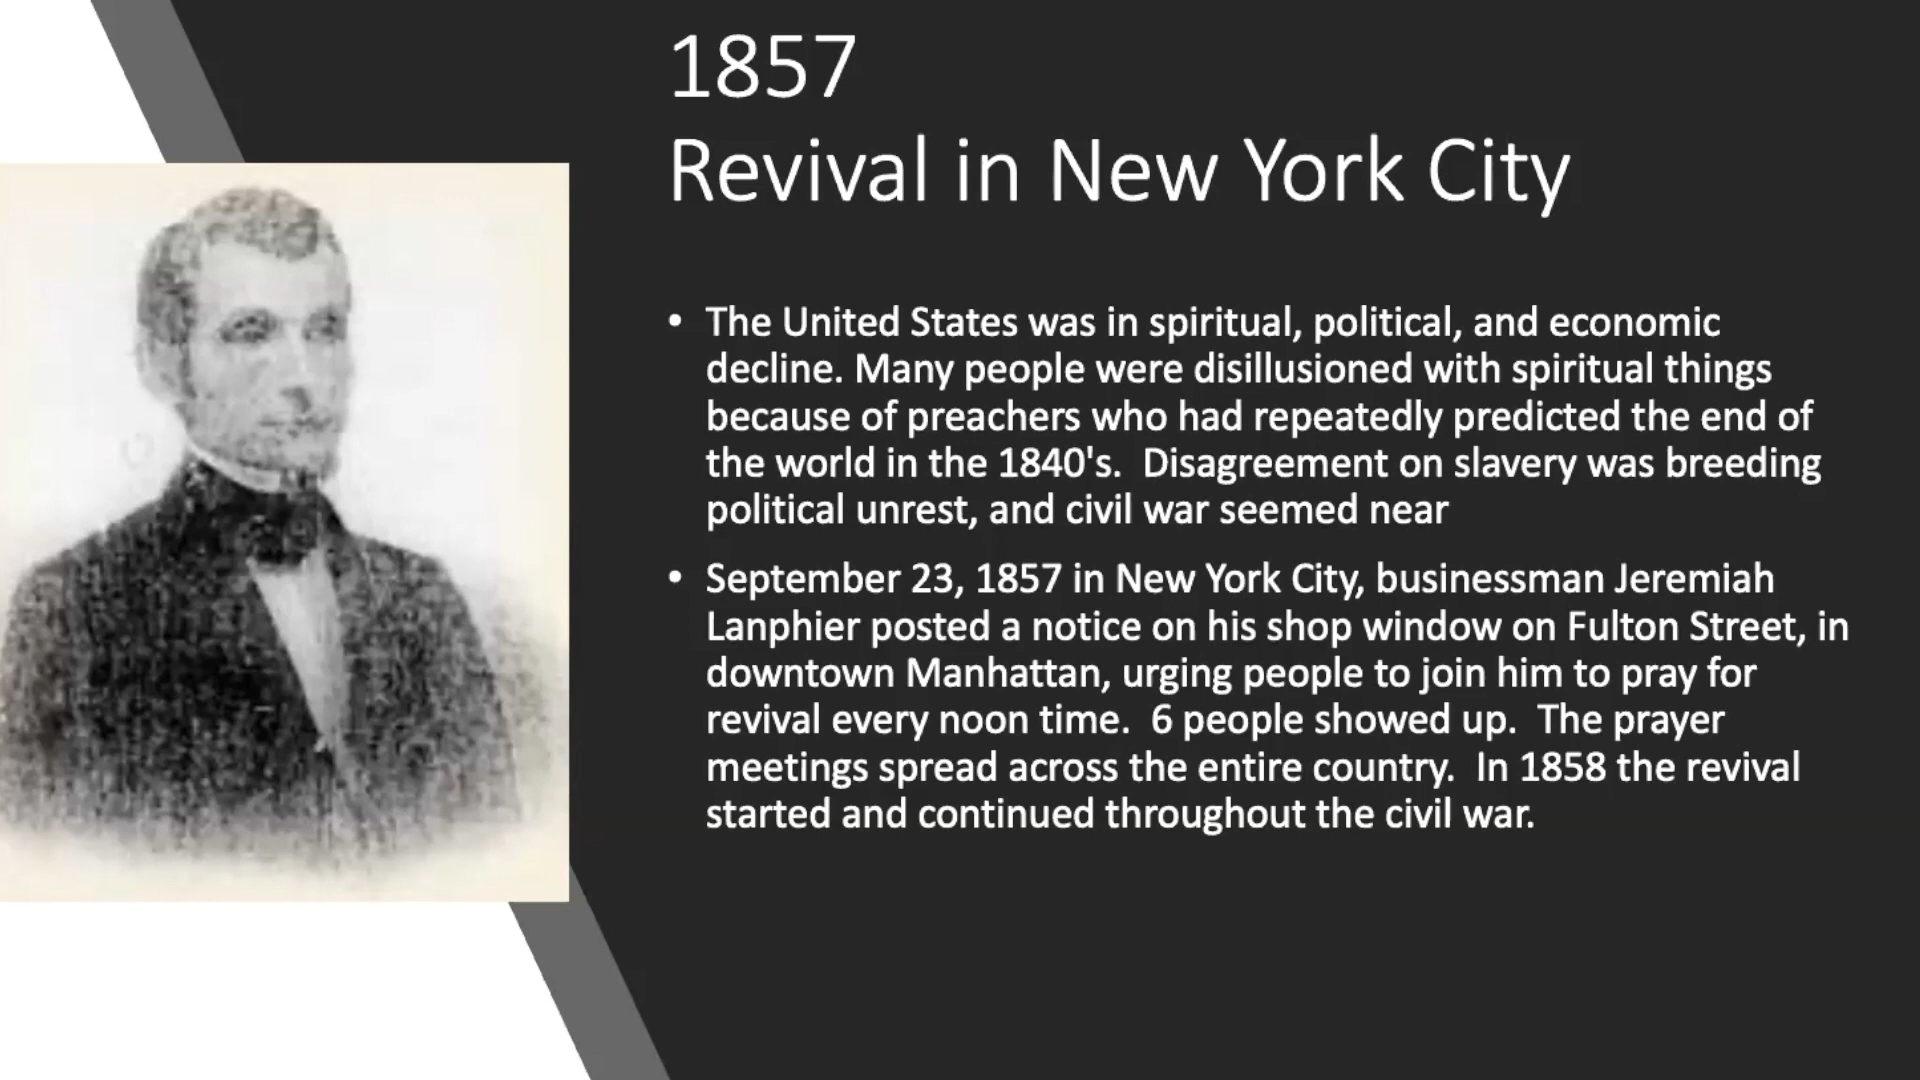 1857
Revival in New York City
• The United States was in spiritual, political, and economic
decline. Many people were disillusioned with spiritual things
because of preachers who had repeatedly predicted the end of
the world in the 1840's.  Disagreement on slavery was breeding
political unrest, and civil war seemed near
• September 23, 1857 in New York City, businessman Jeremiah
Lanphier posted a notice on his shop window on Fulton Street, in
downtown Manhattan, urging people to join him to pray for
revival every noon time.  6 people showed up.  The prayer
meetings spread across the entire country.  In 1858 the revival
started and continued throughout the civil war.